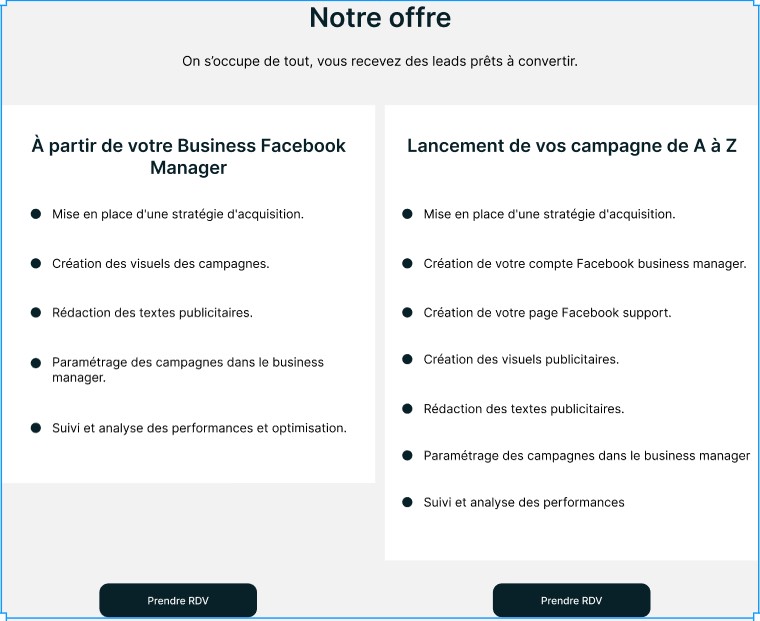 Notre offre
On s’occupe de tout, vous recevez des leads prêts à convertir.
À partir de votre Business Facebook
Manager
Mise en place d'une stratégie d'acquisition.
Création des visuels des campagnes.
Rédaction des textes publicitaires.
Paramétrage des campagnes dans le business
manager.
Suivi et analyse des performances et optimisation.
Prendre RDV
Lancement de vos campagne de A à Z
Mise en place d'une stratégie d'acquisition.
Création de votre compte Facebook business manager.
Création de votre page Facebook support.
Création des visuels publicitaires.
Rédaction des textes publicitaires.
Paramétrage des campagnes dans le business manager
Suivi et analyse des performances
Prendre RDV